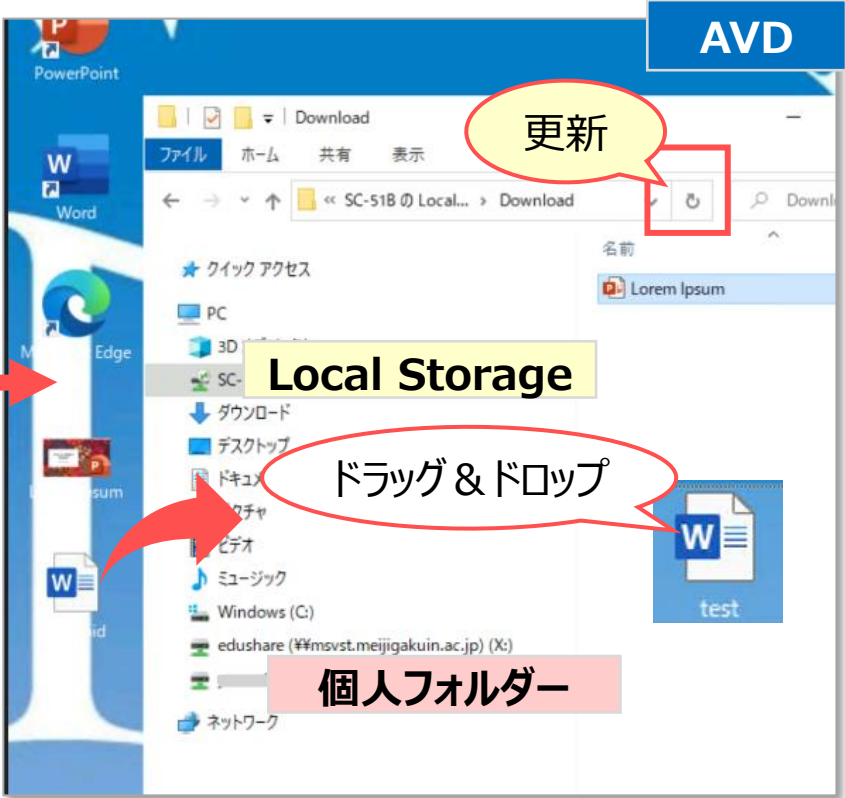 AVD
PowerPoint
Download
更新
ファイル ホーム 共有 表示
Word
« SC-51B の Local... › Download
Downl
名前
クイック アクセス
Lorem Ipsum
PC
Edge
3D
SC-
Local Storage
ダウンロード
デスクトップ
ドラッグ & ドロップ
sum
ビデオ
ミュージック
test
Windows (C:)
id
edushare (¥¥msvst.meijigakuin.ac.jp) (X:)
個人フォルダー
ネットワーク